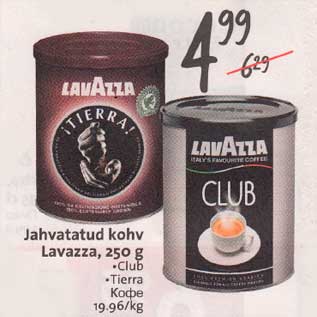 4,99
6,29
LAVAZZA
¡TIERRA!
LAVAZZA
ITALY'S FAVOURITE COFFEE
CLUB
Jahvatatud kohv
Lavazza, 250 g
•Club
•Tierra
Кофе
19.96/kg